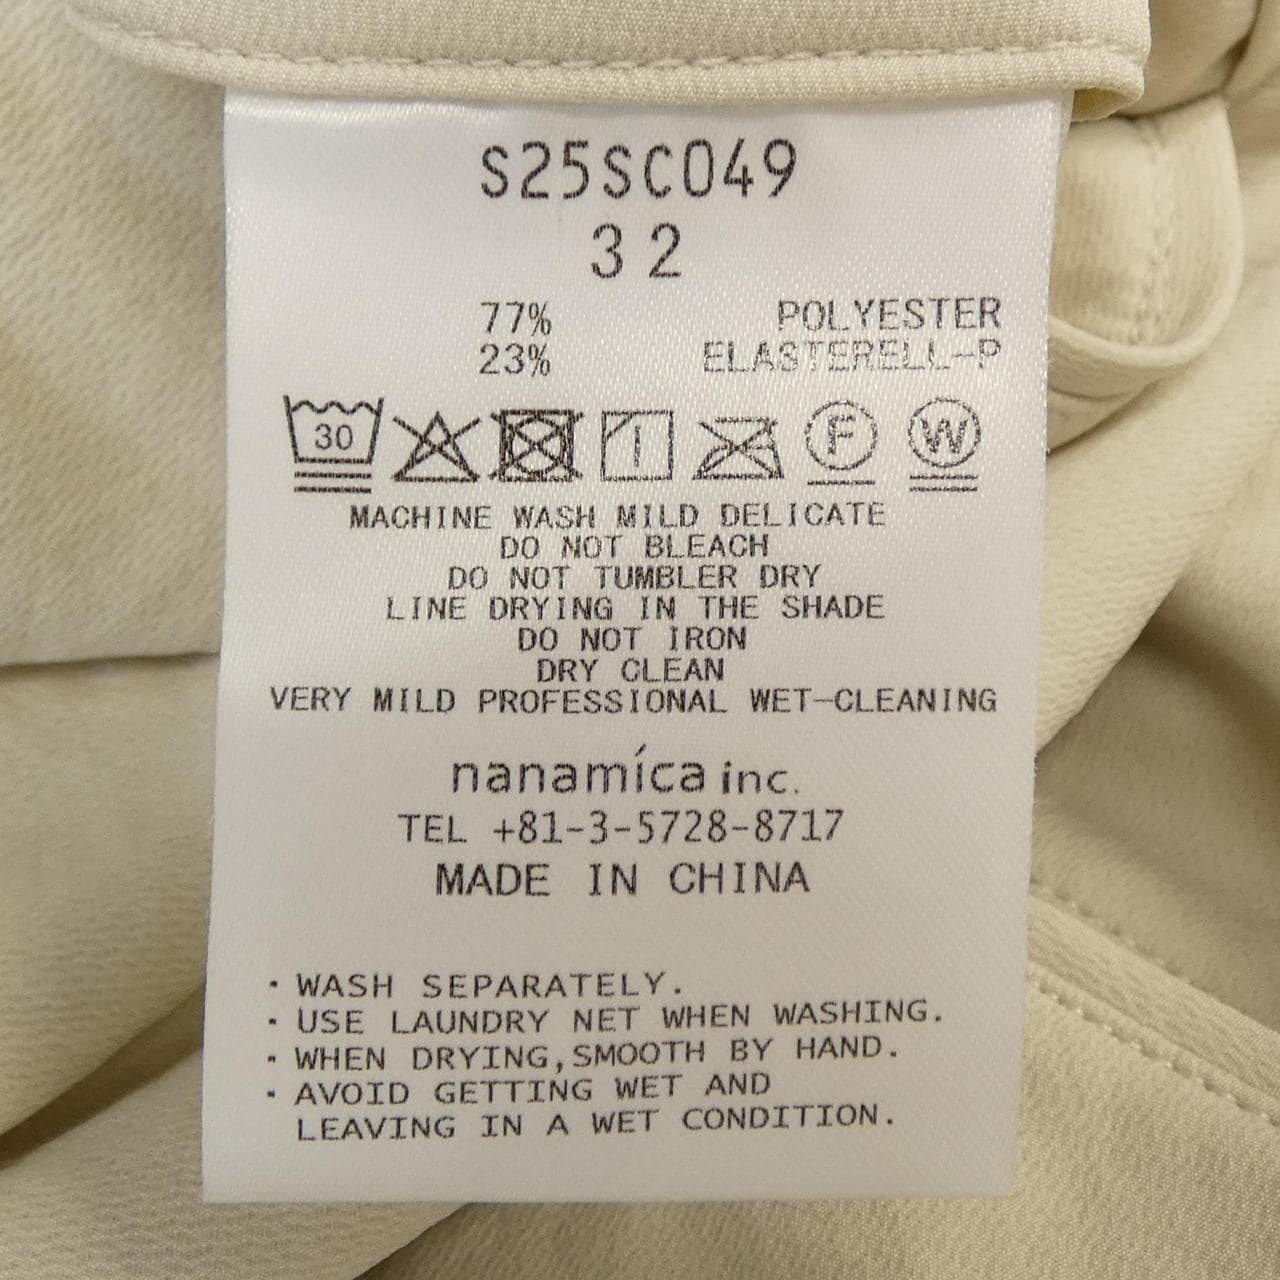 S25SC049
32
77% POLYESTER
23% ELASTERELL-P
30 F W
MACHINE WASH MILD DELICATE
DO NOT BLEACH
DO NOT TUMBLER DRY
LINE DRYING IN THE SHADE
DO NOT IRON
DRY CLEAN
VERY MILD PROFESSIONAL WET-CLEANING
nanamíca inc.
TEL +81-3-5728-8717
MADE IN CHINA
・WASH SEPARATELY.
・USE LAUNDRY NET WHEN WASHING.
・WHEN DRYING,SMOOTH BY HAND.
・AVOID GETTING WET AND
LEAVING IN A WET CONDITION.